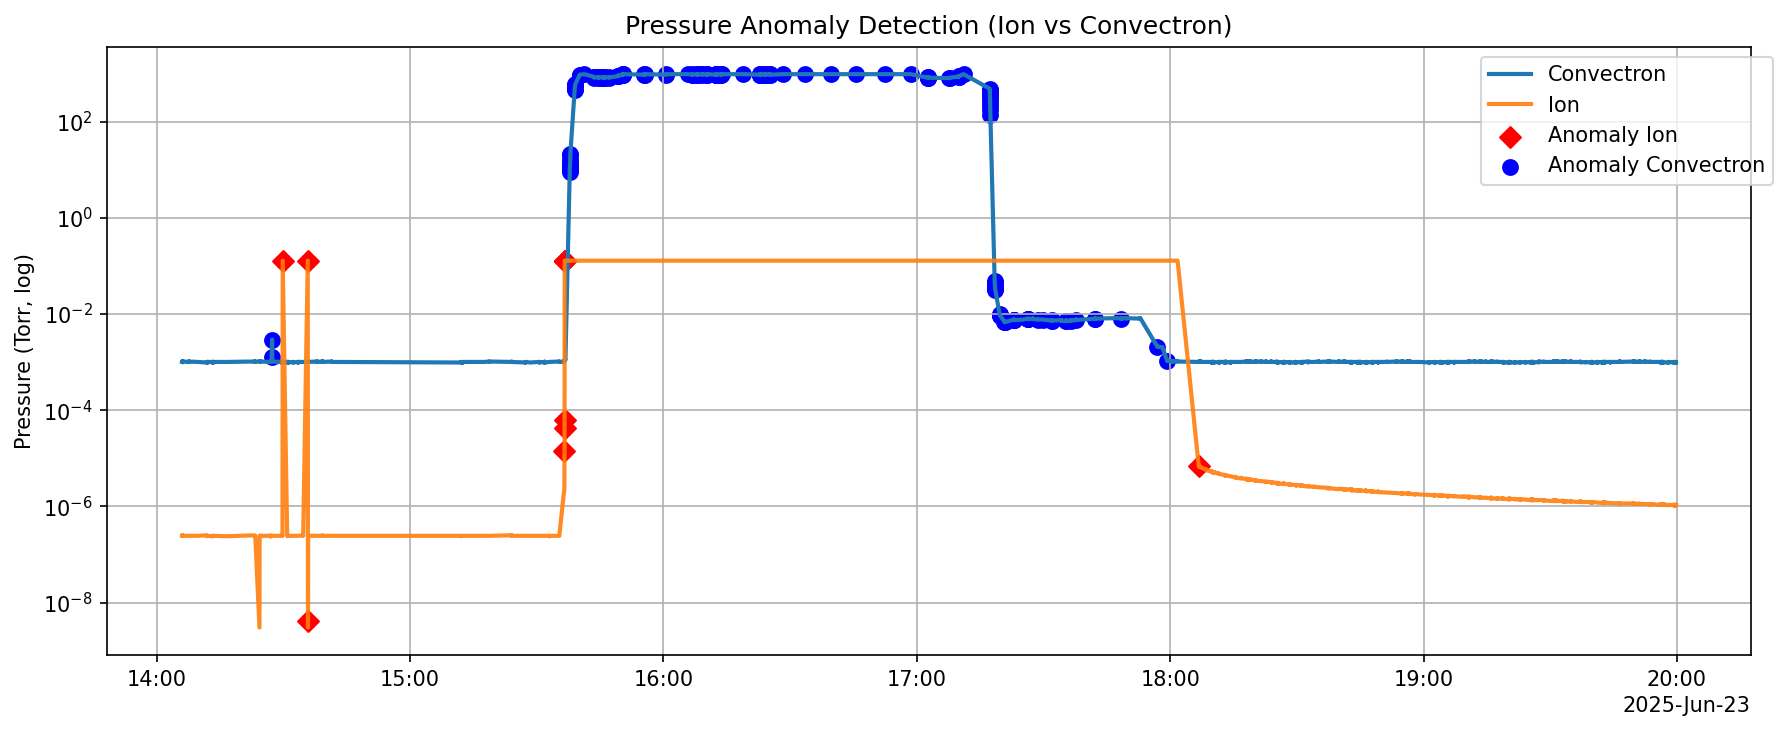 Pressure Anomaly Detection (Ion vs Convectron)
Convectron
Ion
Anomaly Ion
Anomaly Convectron
Pressure (Torr, log)
10²
10⁰
10⁻²
10⁻⁴
10⁻⁶
10⁻⁸
14:00 15:00 16:00 17:00 18:00 19:00 20:00
2025-Jun-23